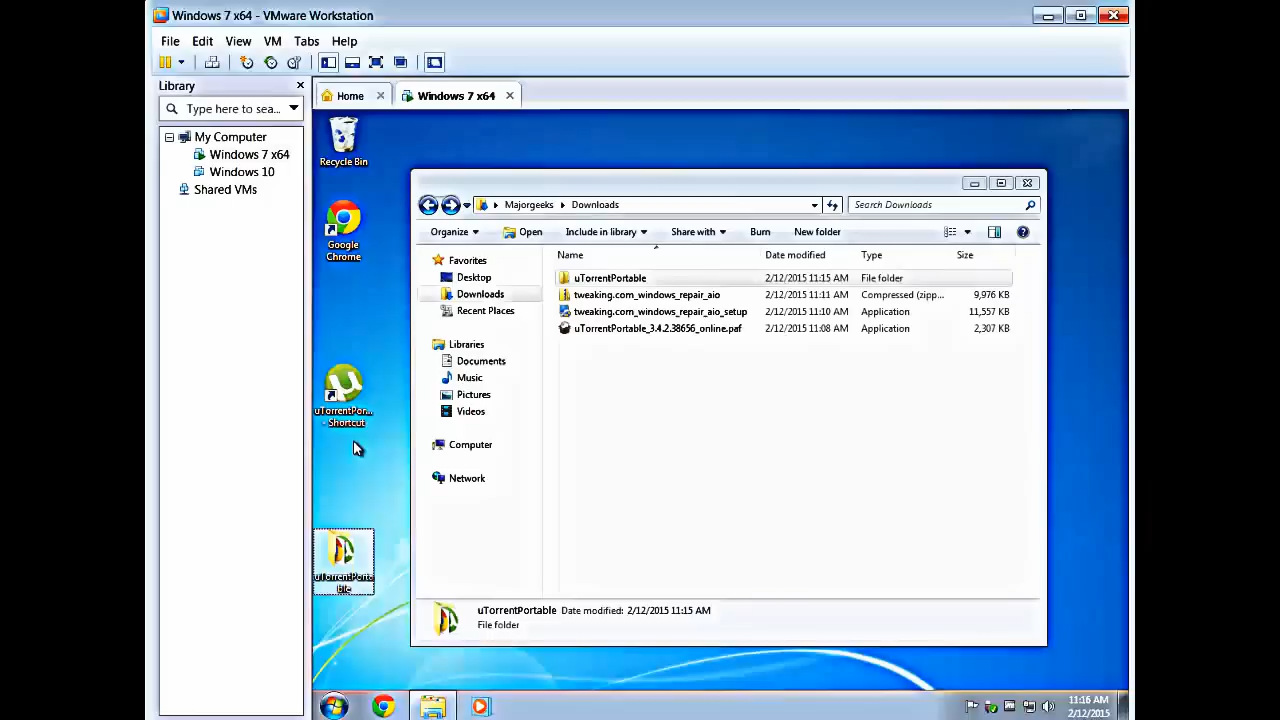 Windows 7 x64 - VMware Workstation
File Edit View VM Tabs Help
Library
Type here to sea...
My Computer
Windows 7 x64
Windows 10
Shared VMs
Home
Windows 7 x64
Recycle Bin
Google
Chrome
uTorrentPor...
- Shortcut
uTorrentPorta
ble
Majorgeeks Downloads
Search Downloads
Organize Open Include in library Share with Burn New folder
Name Date modified Type Size
Favorites
Desktop
Downloads
Recent Places
Libraries
Documents
Music
Pictures
Videos
Computer
Network
uTorrentPortable 2/12/2015 11:15 AM File folder
tweaking.com_windows_repair_aio 2/12/2015 11:11 AM Compressed (zipp... 9,976 KB
tweaking.com_windows_repair_aio_setup 2/12/2015 11:10 AM Application 11,557 KB
uTorrentPortable_3.4.2.38656_online.paf 2/12/2015 11:08 AM Application 2,307 KB
uTorrentPortable Date modified: 2/12/2015 11:15 AM
File folder
11:16 AM
2/12/2015